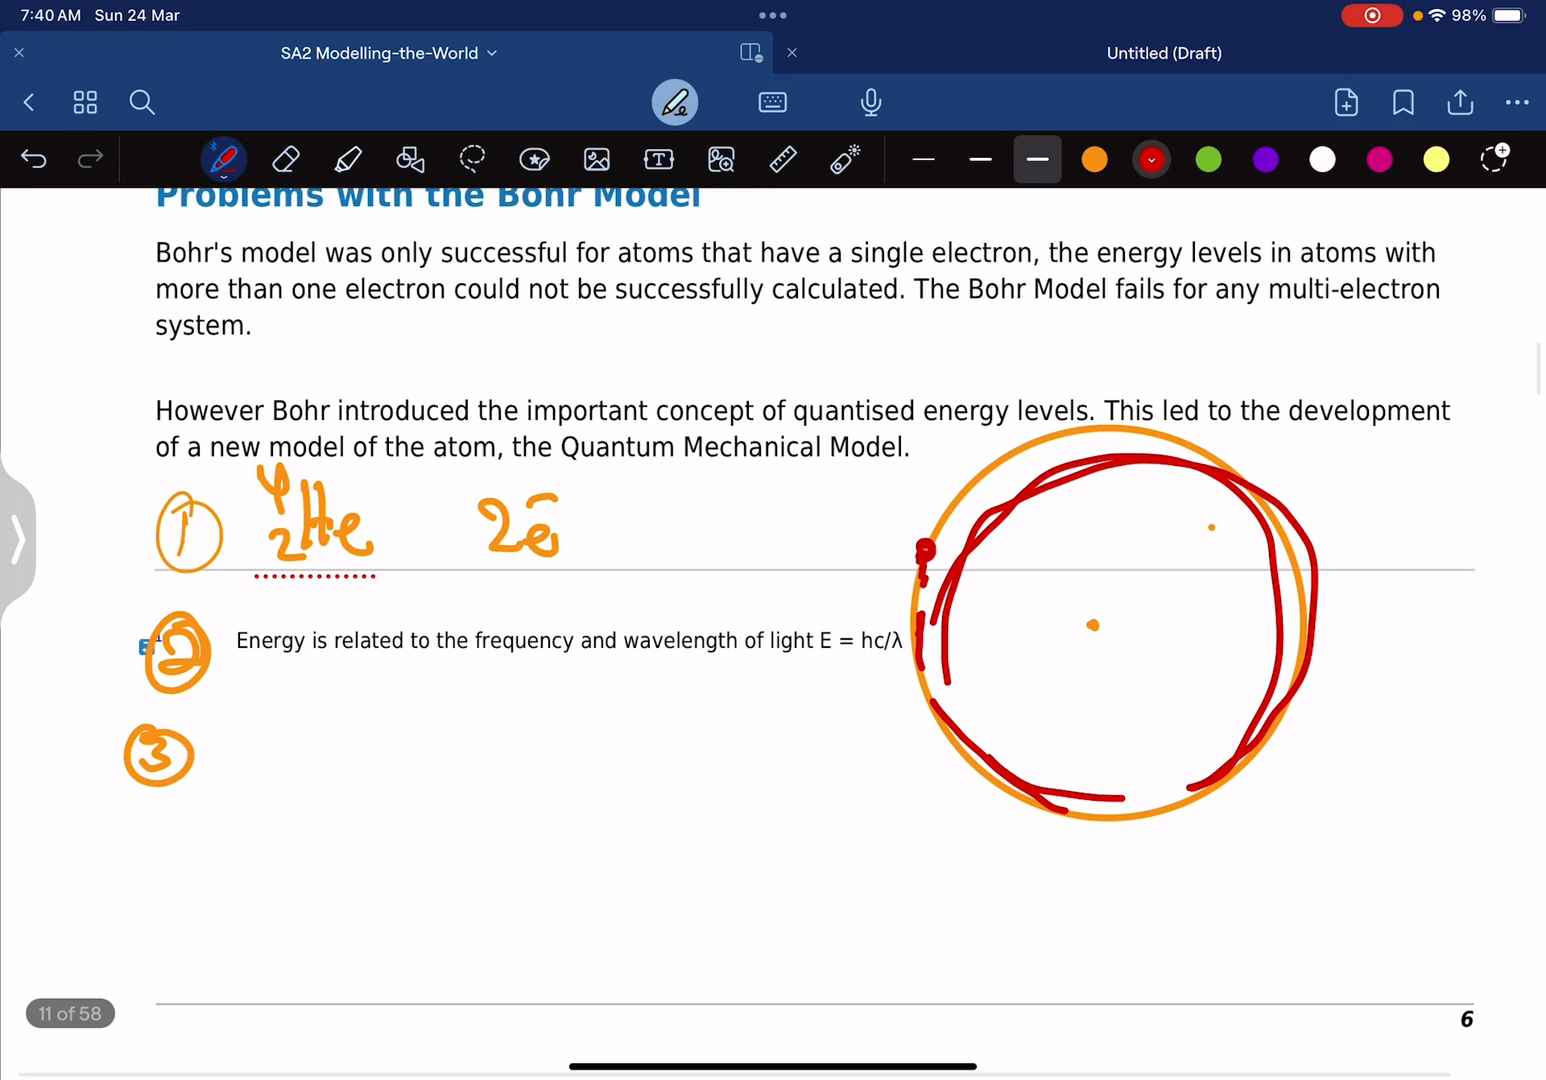 7:40 AM Sun 24 Mar
98%
SA2 Modelling-the-World
Untitled (Draft)
Problems with the Bohr Model
Bohr's model was only successful for atoms that have a single electron, the energy levels in atoms with
more than one electron could not be successfully calculated. The Bohr Model fails for any multi-electron
system.
However Bohr introduced the important concept of quantised energy levels. This led to the development
of a new model of the atom, the Quantum Mechanical Model.
1 ⁴₂He 2e⁻
2 Energy is related to the frequency and wavelength of light E = hc/λ
3
11 of 58
6